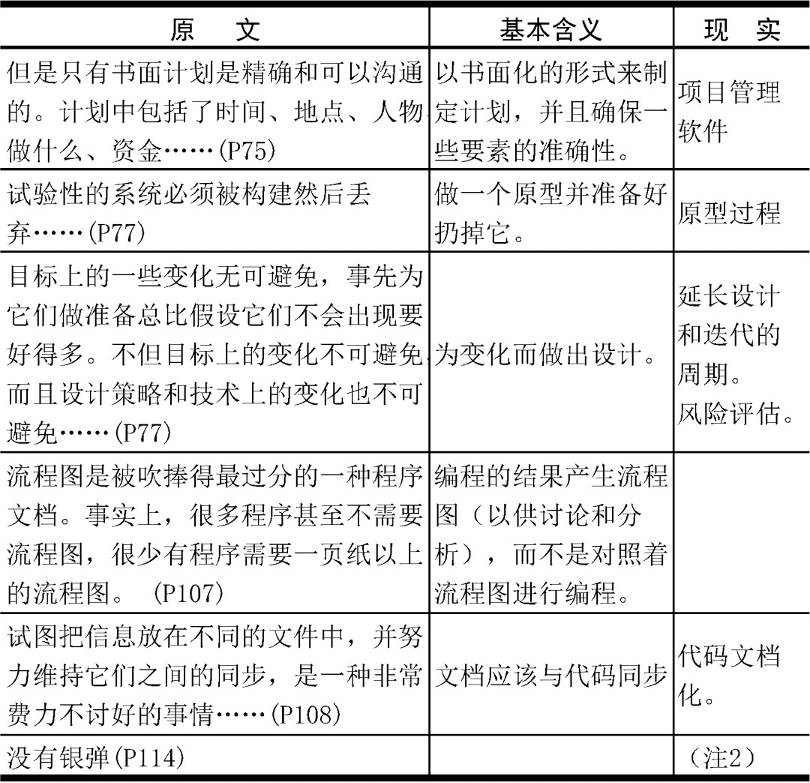 原　文　基本含义　现　实
但是只有书面计划是精确和可以沟通
的。计划中包括了时间、地点、人物，
做什么、资金……(P75)
以书面化的形式来制
定计划，并且确保一
些要素的准确性。
项目管理
软件
试验性的系统必须被构建然后丢
弃……(P77)
做一个原型并准备好
扔掉它。
原型过程
目标上的一些变化无可避免，事先为
它们做准备总比假设它们不会出现要
好得多。不但目标上的变化不可避免，
而且设计策略和技术上的变化也不可
避免……(P77)
为变化而做出设计。
延长设计
和迭代的
周期。
风险评估。
流程图是被吹捧得最过分的一种程序
文档。事实上，很多程序甚至不需要
流程图，很少有程序需要一页纸以上
的流程图。 (P107)
编程的结果产生流程
图（以供讨论和分
析），而不是对照着
流程图进行编程。
试图把信息放在不同的文件中，并努
力维持它们之间的同步，是一种非常
费力不讨好的事情……(P108)
文档应该与代码同步
代码文档
化。
没有银弹(P114)
（注2）